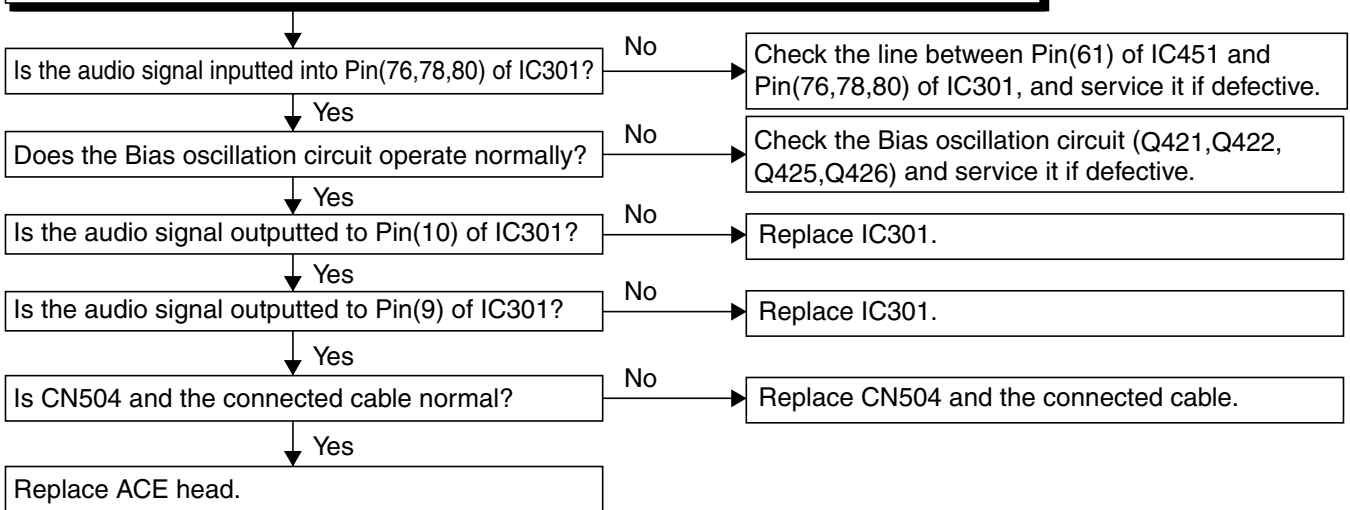 Is the audio signal inputted into Pin(76,78,80) of IC301?
No
Check the line between Pin(61) of IC451 and
Pin(76,78,80) of IC301, and service it if defective.
Yes
Does the Bias oscillation circuit operate normally?
No
Check the Bias oscillation circuit (Q421,Q422,
Q425,Q426) and service it if defective.
Yes
Is the audio signal outputted to Pin(10) of IC301?
No
Replace IC301.
Yes
Is the audio signal outputted to Pin(9) of IC301?
No
Replace IC301.
Yes
Is CN504 and the connected cable normal?
No
Replace CN504 and the connected cable.
Yes
Replace ACE head.